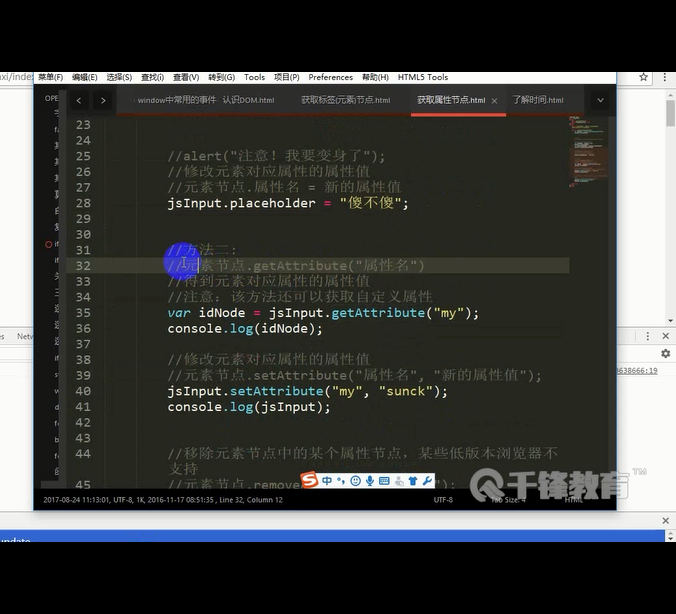 菜单(F) 编辑(E) 选择(S) 查找(i) 查看(V) 转到(G) Tools 项目(P) Preferences 帮助(H) HTML5 Tools
window中常用的事件 认识DOM.html 获取标签(元素)节点.html 获取属性节点.html 了解时间.html
23
24
25 //alert("注意！我要变身了");
26 //修改元素对应属性的属性值
27 //元素节点.属性名 = 新的属性值
28 jsInput.placeholder = "傻不傻";
29
30
31 //方法二:
32 //元素节点.getAttribute("属性名")
33 //得到元素对应属性的属性值
34 //注意：该方法还可以获取自定义属性
35 var idNode = jsInput.getAttribute("my");
36 console.log(idNode);
37
38 //修改元素对应属性的属性值
39 //元素节点.setAttribute("属性名", "新的属性值");
40 jsInput.setAttribute("my", "sunck");
41 console.log(jsInput);
42
43
44 //移除元素节点中的某个属性节点，某些低版本浏览器不
支持
45 //元素节点.remove
中
千锋教育 TM
2017-08-24 11:13:01, UTF-8, 1K, 2016-11-17 08:51:35, Line 32, Column 12 UTF-8 Tab Size: 4 HTML
3638666:19
update